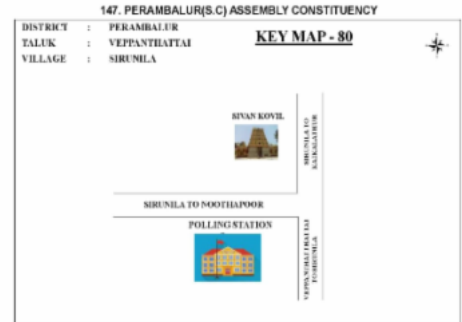 147. PERAMBALUR(S.C) ASSEMBLY CONSTITUENCY
DISTRICT : PERAMBALUR
TALUK : VEPPANTHATTAI
VILLAGE : SIRUNILA
KEY MAP - 80
SIVAN KOVIL
SIRUNILA TO
KAIKALATHUR
SIRUNILA TO NOOTHAPOOR
POLLING STATION
VEPPANTHATTAI
TO SIRUNILA